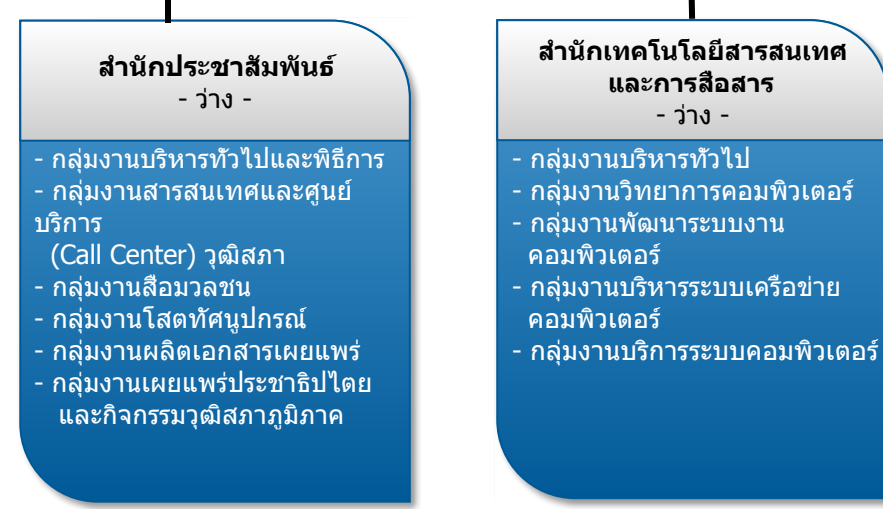 สำนักประชาสัมพันธ์
- ว่าง -
- กลุ่มงานบริหารทั่วไปและพิธีการ
- กลุ่มงานสารสนเทศและศูนย์
บริการ
(Call Center) วุฒิสภา
- กลุ่มงานสื่อมวลชน
- กลุ่มงานโสตทัศนูปกรณ์
- กลุ่มงานผลิตเอกสารเผยแพร่
- กลุ่มงานเผยแพร่ประชาธิปไตย
และกิจกรรมวุฒิสภาภูมิภาค
สำนักเทคโนโลยีสารสนเทศ
และการสื่อสาร
- ว่าง -
- กลุ่มงานบริหารทั่วไป
- กลุ่มงานวิทยาการคอมพิวเตอร์
- กลุ่มงานพัฒนาระบบงาน
คอมพิวเตอร์
- กลุ่มงานบริหารระบบเครือข่าย
คอมพิวเตอร์
- กลุ่มงานบริการระบบคอมพิวเตอร์